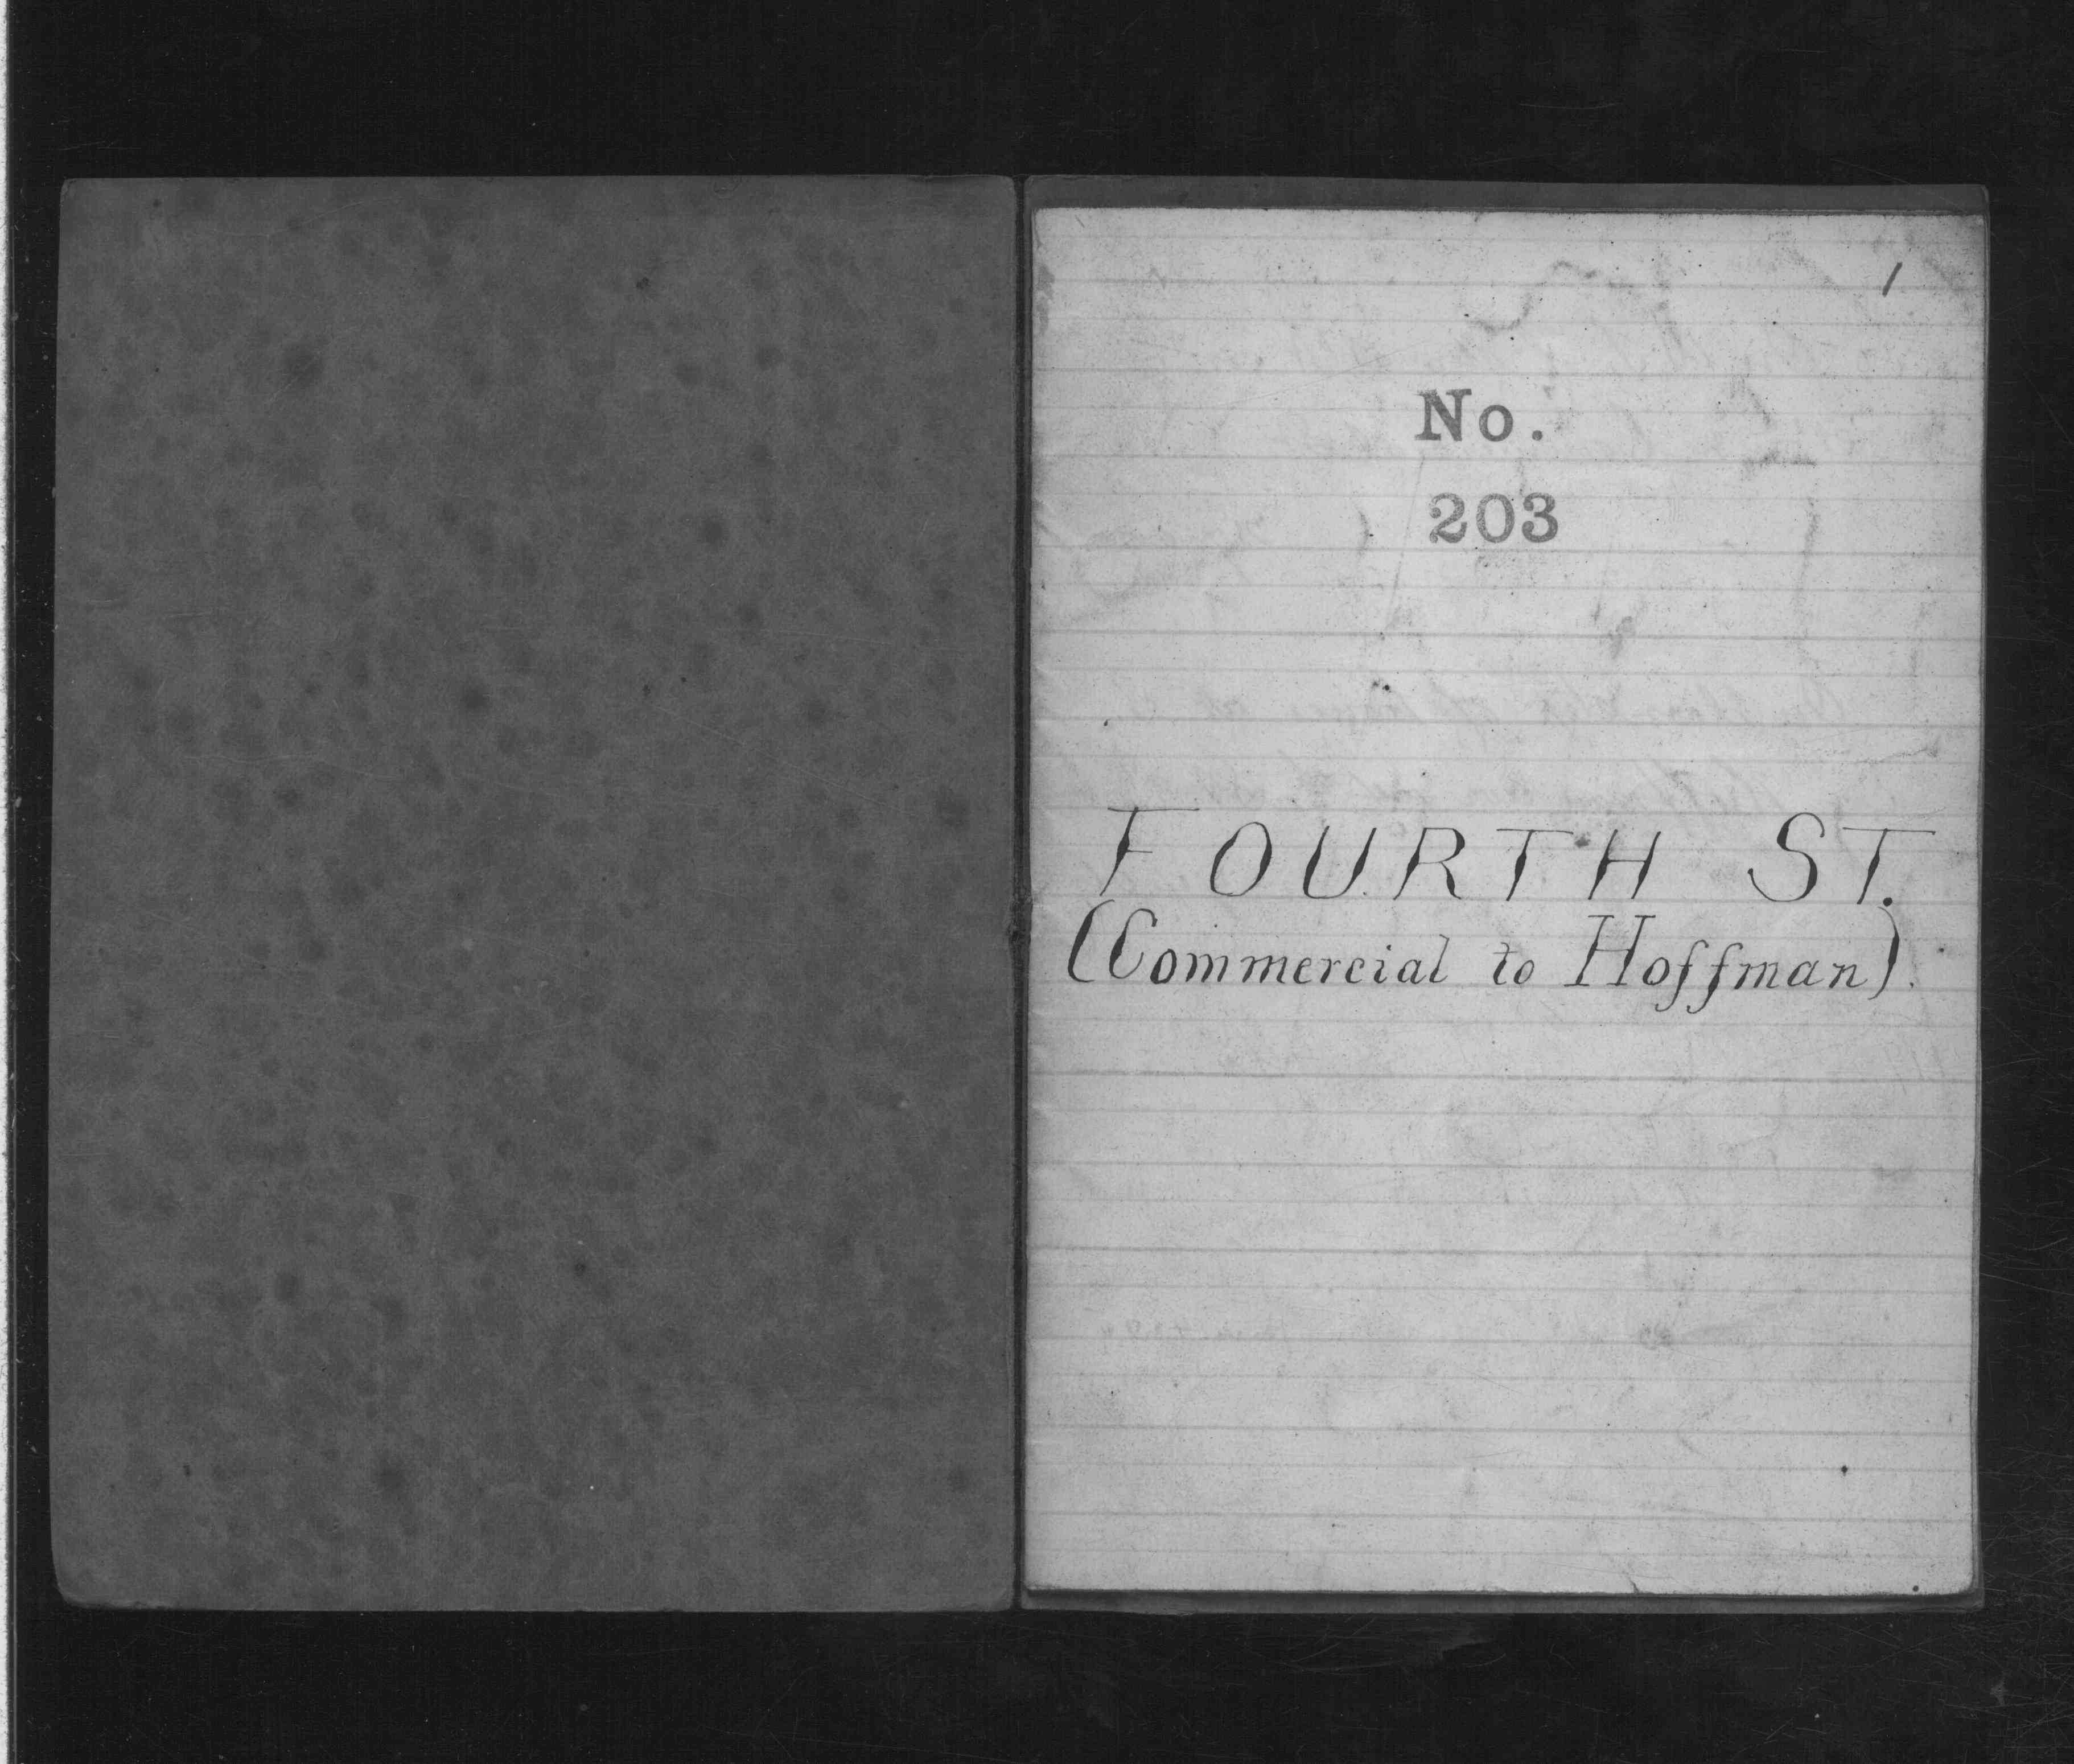 1
No.
203
FOURTH ST.
(Commercial to Hoffman).